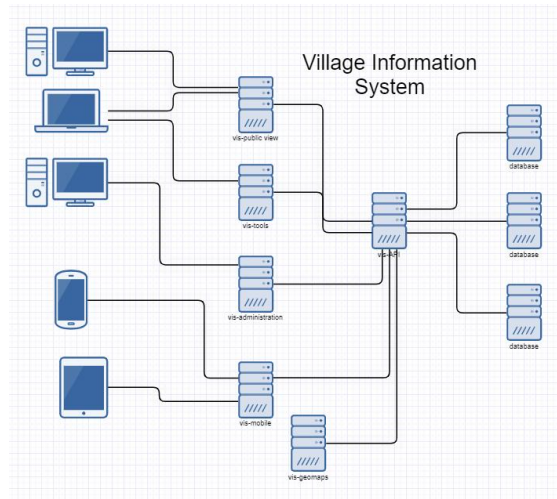 Village Information
System
vis-public view
database
vis-tools
vis-API
database
vis-administration
database
vis-mobile
vis-geomaps